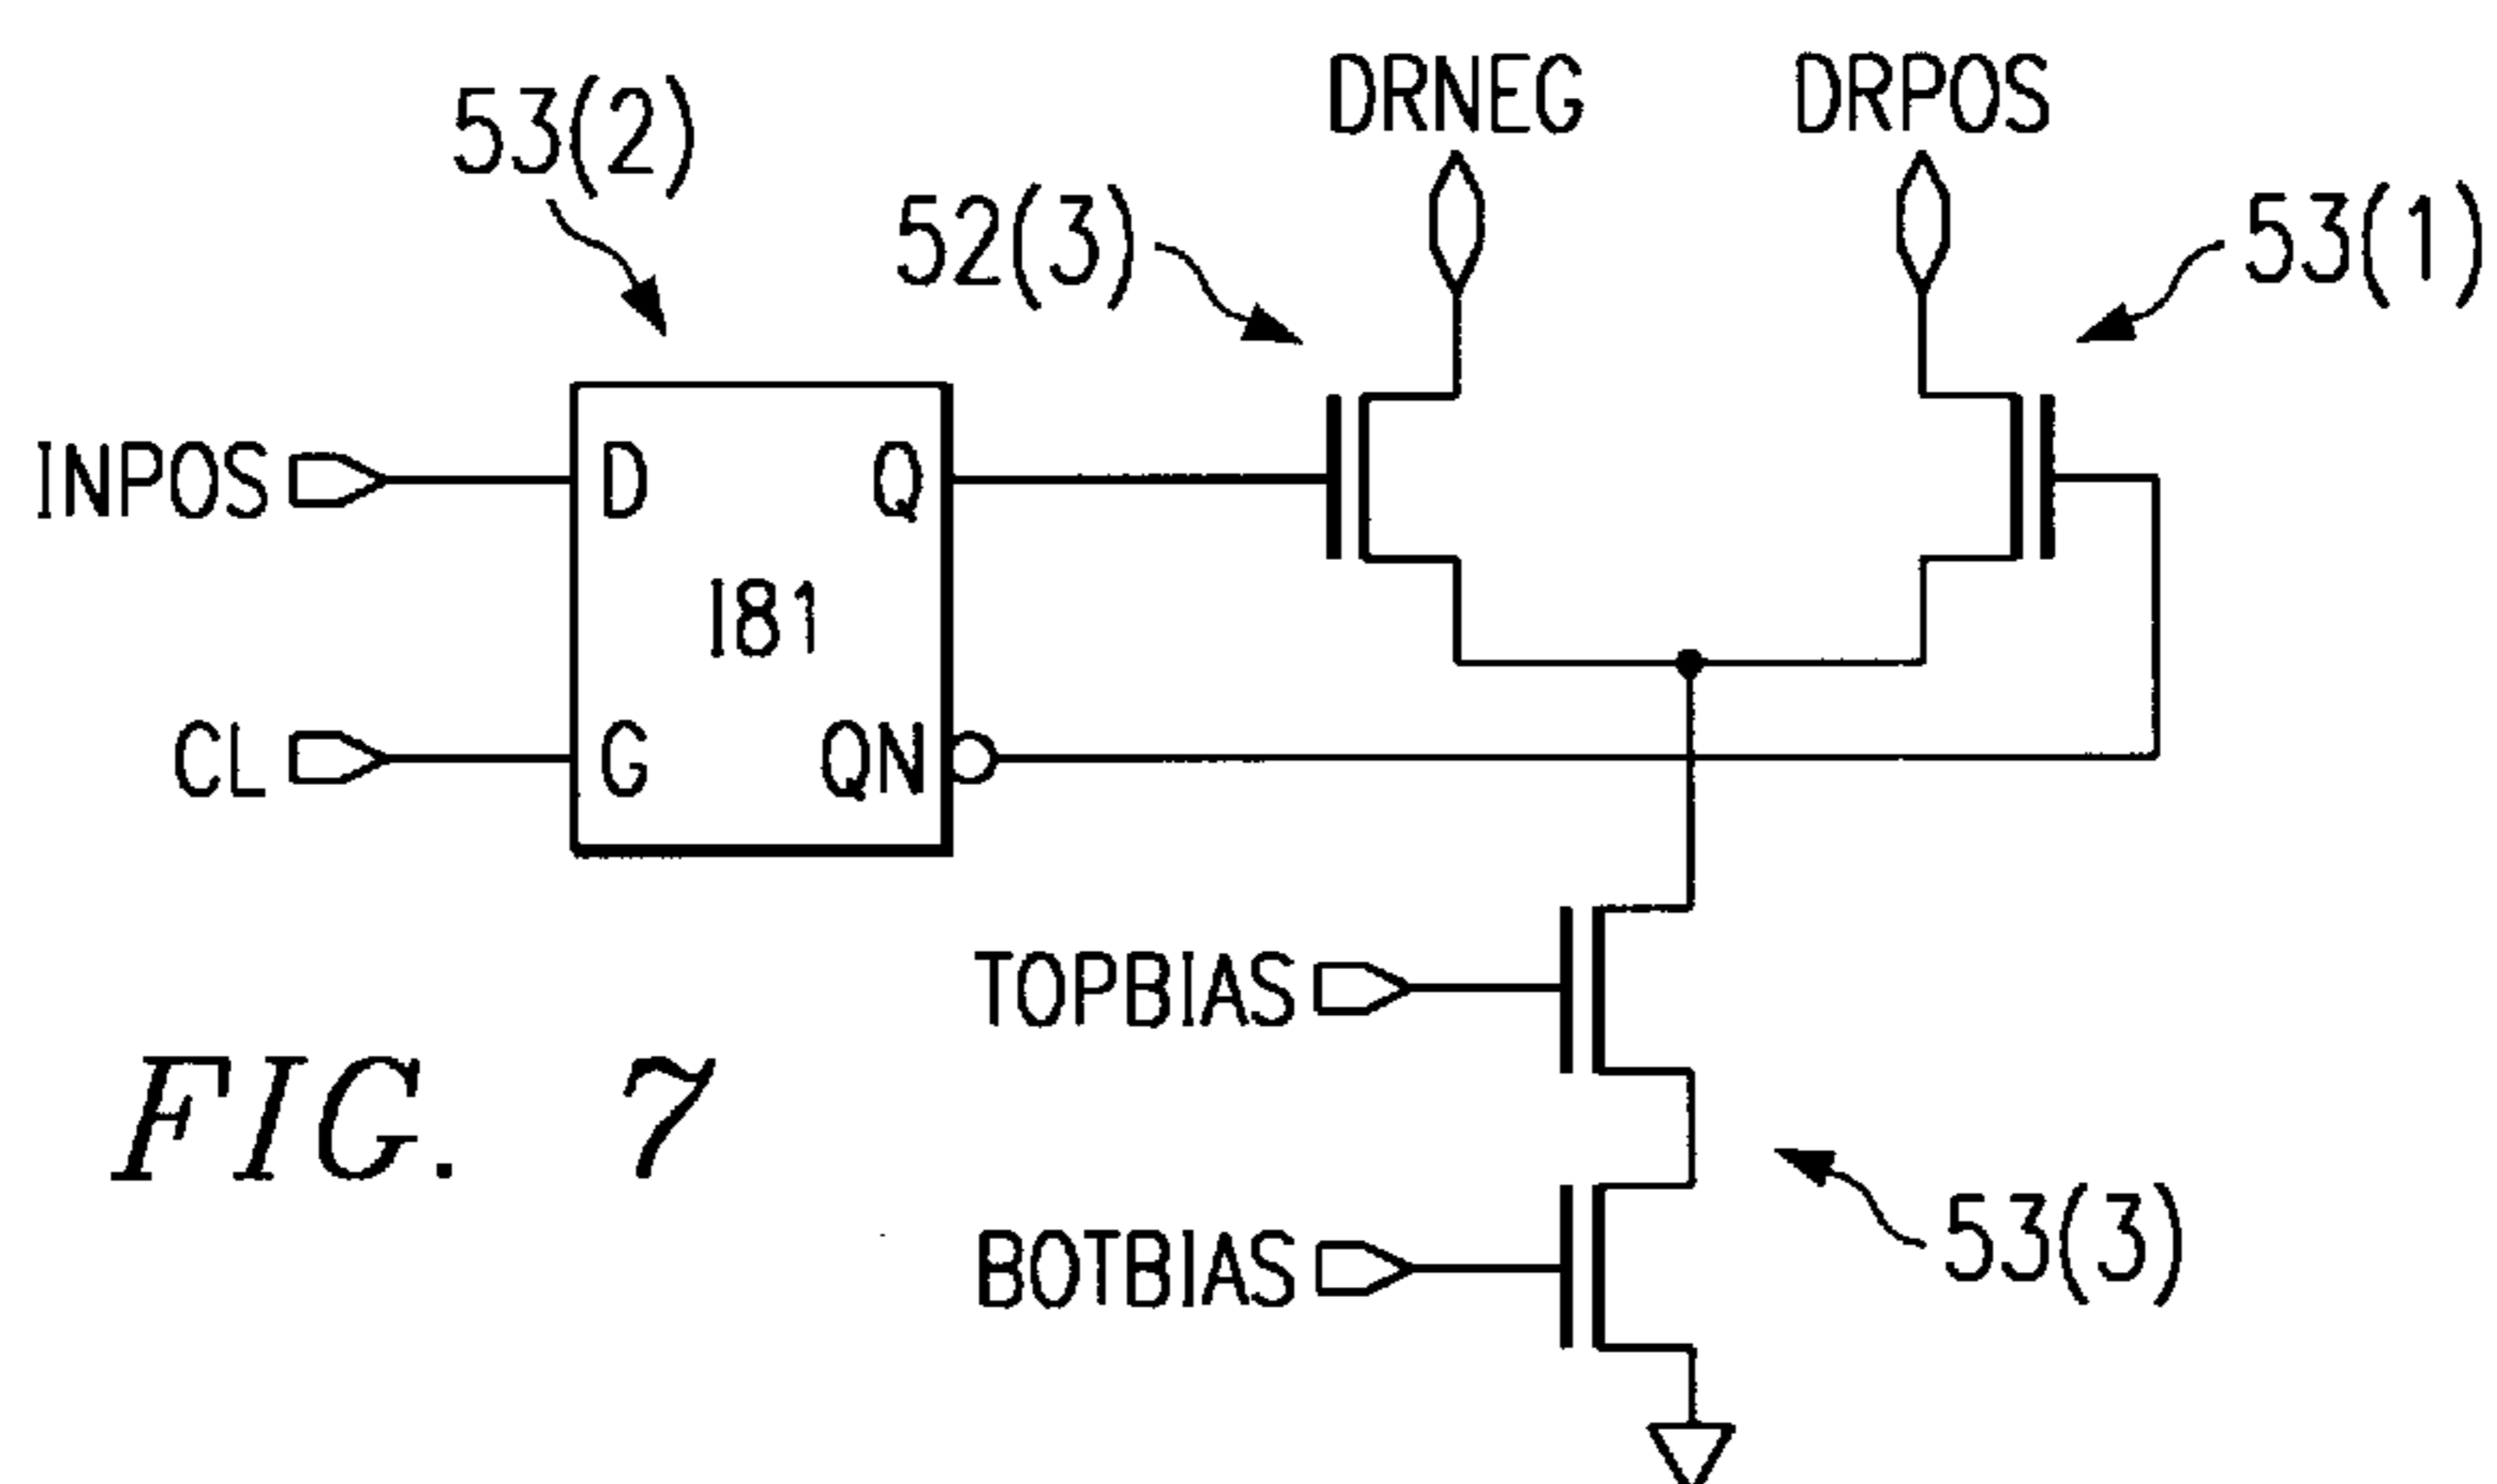 DRNEG
DRPOS
53(2)
52(3)
53(1)
INPOS
D
Q
I81
CL
G
QN
TOPBIAS
FIG. 7
53(3)
BOTBIAS